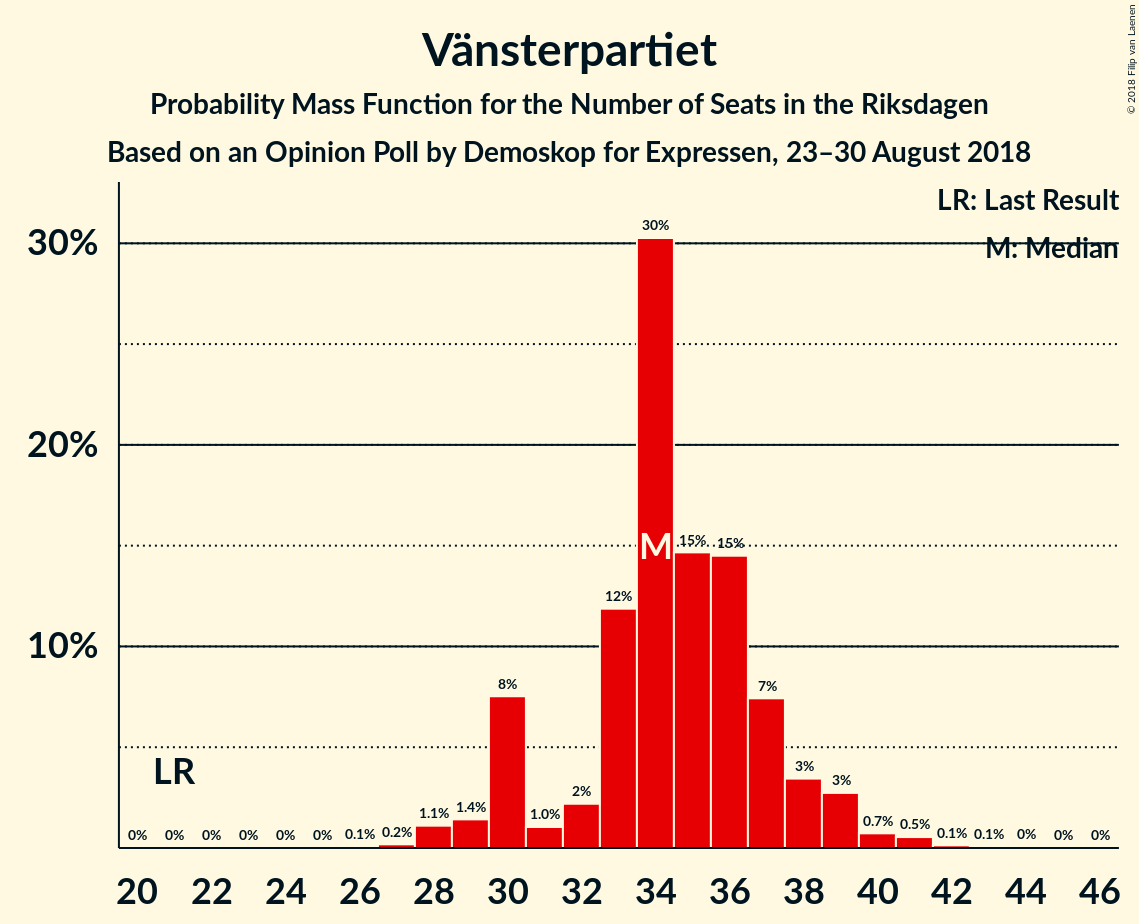 Vänsterpartiet
Probability Mass Function for the Number of Seats in the Riksdagen
Based on an Opinion Poll by Demoskop for Expressen, 23–30 August 2018
© 2018 Filip van Laenen
LR: Last Result
M: Median
30%
20%
10%
LR
M
0% 0% 0% 0% 0% 0% 0.1% 0.2% 1.1% 1.4% 8% 1.0% 2% 12% 30% 15% 15% 7% 3% 3% 0.7% 0.5% 0.1% 0.1% 0% 0% 0%
20 22 24 26 28 30 32 34 36 38 40 42 44 46